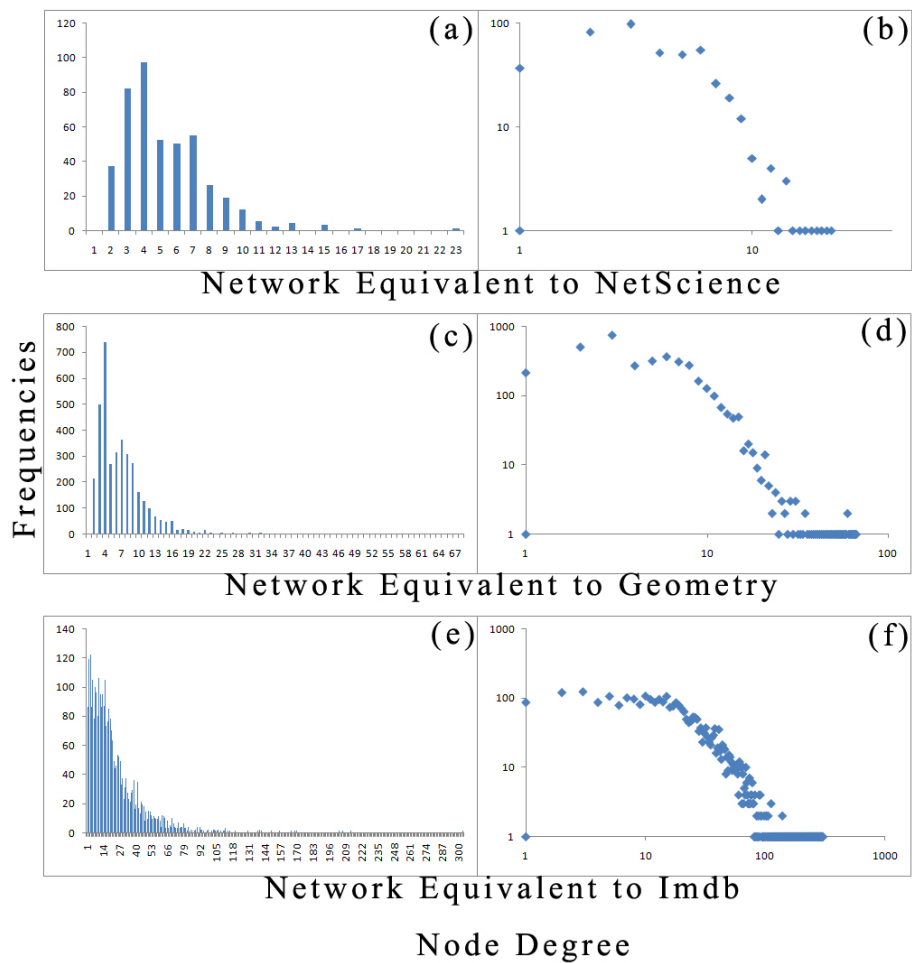 120
100
80
60
40
20
0
1 2 3 4 5 6 7 8 9 10 11 12 13 14 15 16 17 18 19 20 21 22 23
(a)
100
10
1
1 10
(b)
Network Equivalent to NetScience
Frequencies
800
700
600
500
400
300
200
100
0
1 4 7 10 13 16 19 22 25 28 31 34 37 40 43 46 49 52 55 58 61 64 67
(c)
1000
100
10
1
1 10 100
(d)
Network Equivalent to Geometry
140
120
100
80
60
40
20
0
1 14 27 40 53 66 79 92 105 118 131 144 157 170 183 196 209 222 235 248 261 274 287 300
(e)
1000
100
10
1
1 10 100 1000
(f)
Network Equivalent to Imdb
Node Degree